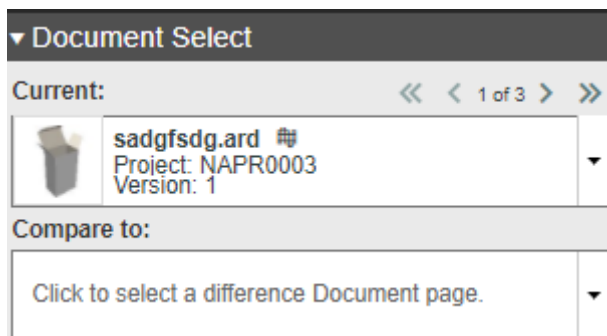 Document Select
Current:
1 of 3
sadgfsdg.ard
Project: NAPR0003
Version: 1
Compare to:
Click to select a difference Document page.